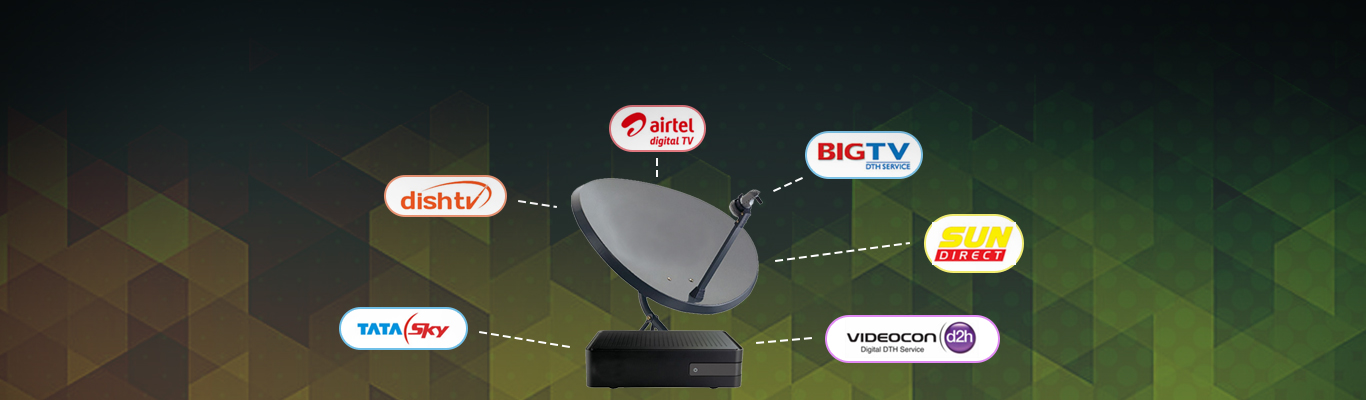 airtel
digital TV
BIGTV
DTH SERVICE
dishtv
SUN
DIRECT
TATA Sky
VIDEOCON d2h
Digital DTH Service